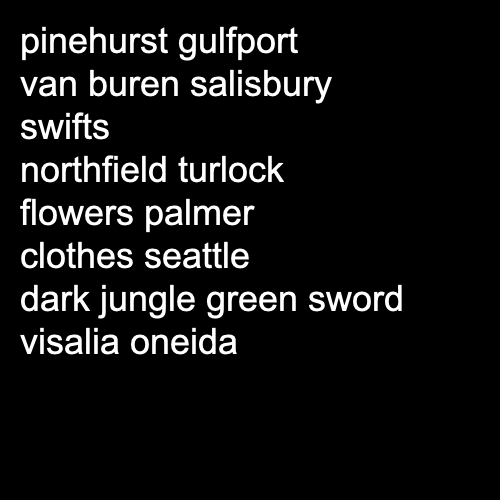 pinehurst gulfport
van buren salisbury
swifts
northfield turlock
flowers palmer
clothes seattle
dark jungle green sword
visalia oneida